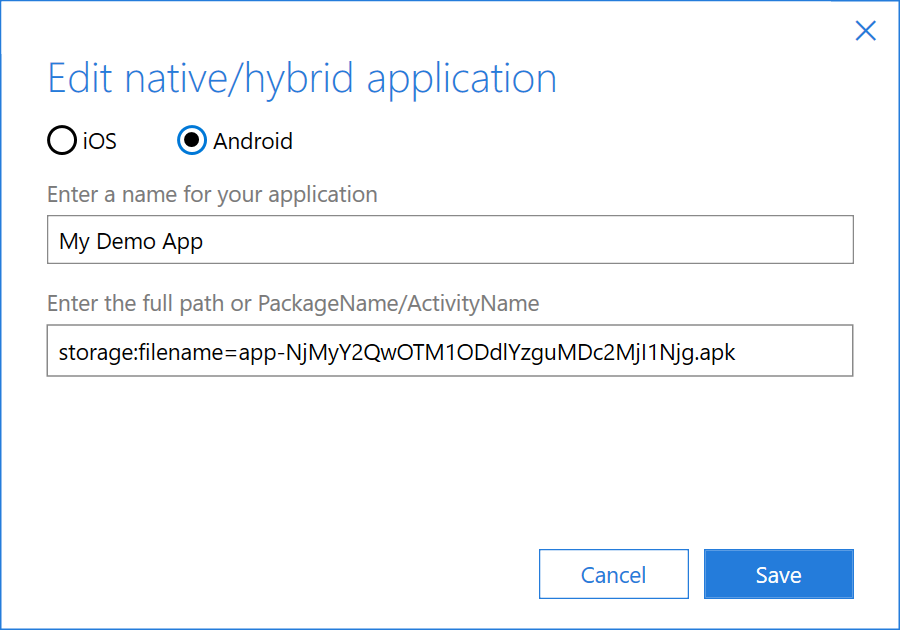 Edit native/hybrid application
iOS Android
Enter a name for your application
My Demo App
Enter the full path or PackageName/ActivityName
storage:filename=app-NjMyY2QwOTM1ODdlYzguMDc2MjI1Njg.apk
Cancel Save